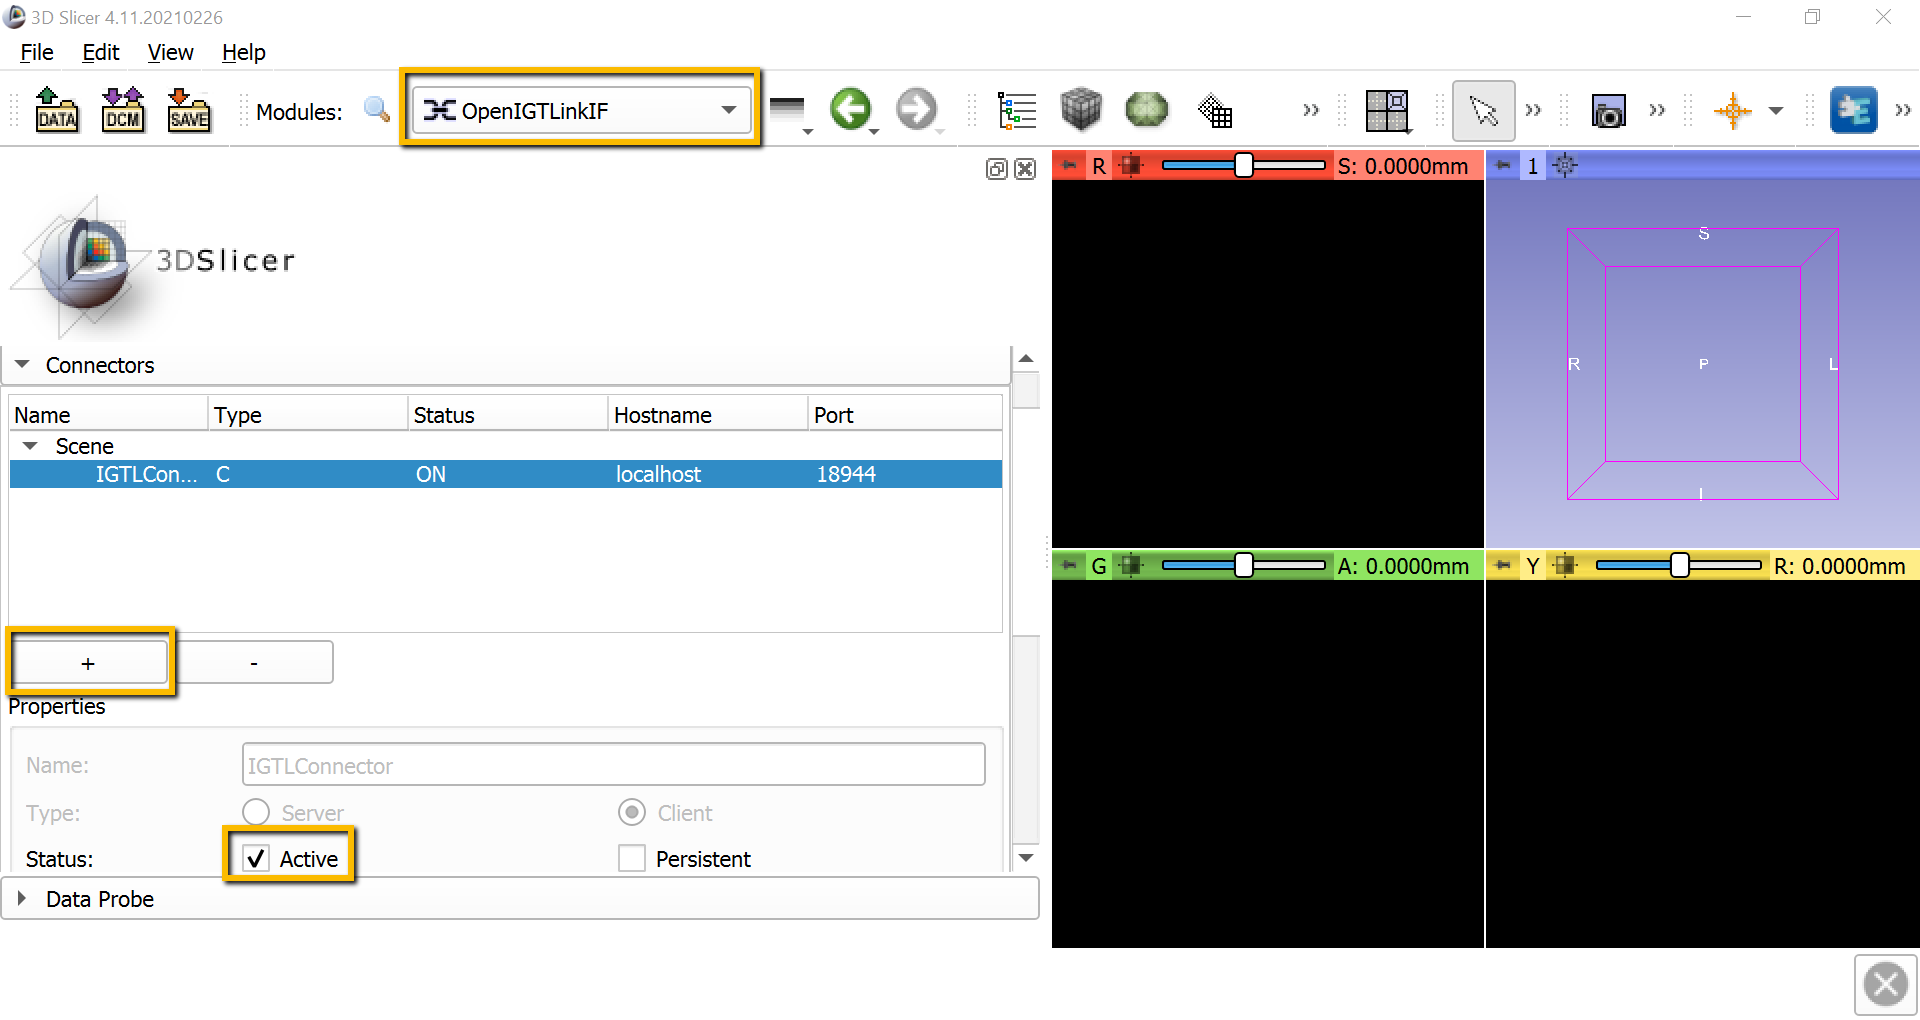 3D Slicer 4.11.20210226
File Edit View Help
DATA DCM SAVE Modules: OpenIGTLinkIF
R S: 0.0000mm 1
3DSlicer
S
R P L
I
Connectors
Name Type Status Hostname Port
Scene
IGTLCon... C ON localhost 18944
G A: 0.0000mm Y R: 0.0000mm
+ -
Properties
Name: IGTLConnector
Type: Server Client
Status: Active Persistent
Data Probe